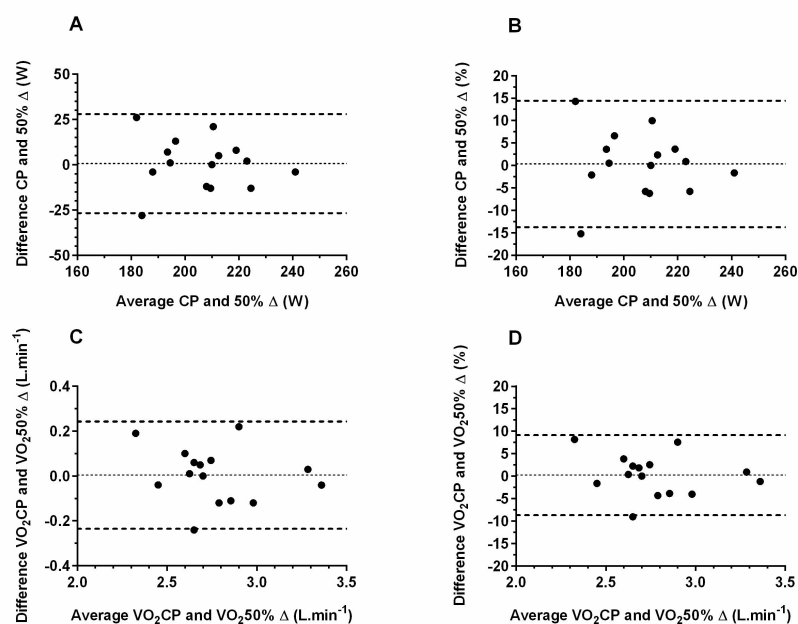 A
Difference CP and 50% Δ (W)
50
25
0
-25
-50
160 180 200 220 240 260
Average CP and 50% Δ (W)
B
Difference CP and 50% Δ (%)
20
15
10
5
0
-5
-10
-15
-20
160 180 200 220 240 260
Average CP and 50% Δ (W)
C
Difference VO₂CP and VO₂50% Δ (L.min⁻¹)
0.4
0.2
0.0
-0.2
-0.4
2.0 2.5 3.0 3.5
Average VO₂CP and VO₂50% Δ (L.min⁻¹)
D
Difference VO₂CP and VO₂50% Δ (%)
20
15
10
5
0
-5
-10
-15
-20
2.0 2.5 3.0 3.5
Average VO₂CP and VO₂50% Δ (L.min⁻¹)